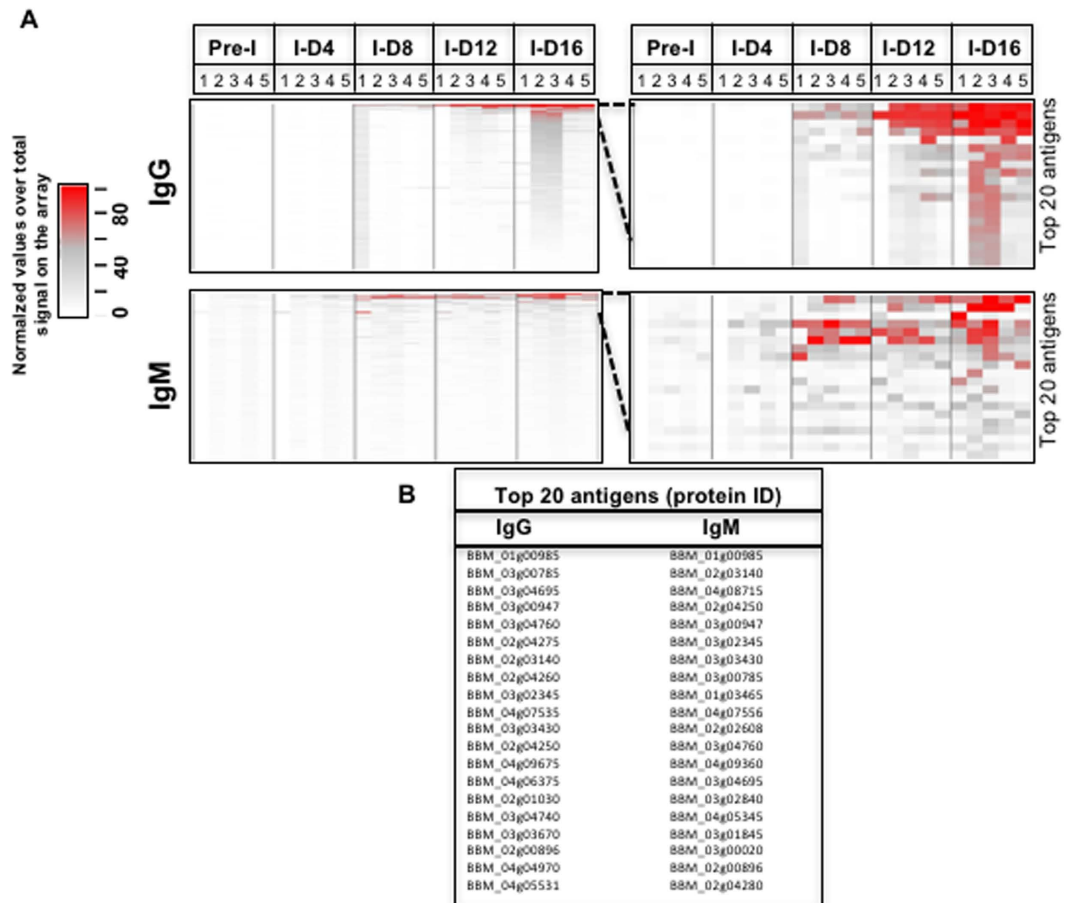 A
Pre-I I-D4 I-D8 I-D12 I-D16 Pre-I I-D4 I-D8 I-D12 I-D16
1 2 3 4 5 1 2 3 4 5 1 2 3 4 5 1 2 3 4 5 1 2 3 4 5 1 2 3 4 5 1 2 3 4 5 1 2 3 4 5 1 2 3 4 5 1 2 3 4 5
Normalzed values over total
signal on the array
80
40
0
IgG
Top 20 antigens
IgM
Top 20 antigens
B
Top 20 antigens (protein ID)
IgG IgM
BBM_01g00985 BBM_01g00985
BBM_03g00785 BBM_02g03140
BBM_03g04695 BBM_04g08715
BBM_03g00947 BBM_02g04250
BBM_03g04760 BBM_03g00947
BBM_02g04275 BBM_03g02345
BBM_02g03140 BBM_03g03430
BBM_02g04260 BBM_03g00785
BBM_03g02345 BBM_01g03465
BBM_04g07535 BBM_04g07556
BBM_03g03430 BBM_02g02608
BBM_02g04250 BBM_03g04760
BBM_04g09675 BBM_04g09360
BBM_04g06375 BBM_03g04695
BBM_02g01030 BBM_03g02840
BBM_03g04740 BBM_04g05345
BBM_03g03670 BBM_03g01845
BBM_02g00896 BBM_03g00020
BBM_04g04970 BBM_02g00896
BBM_04g05531 BBM_02g04280